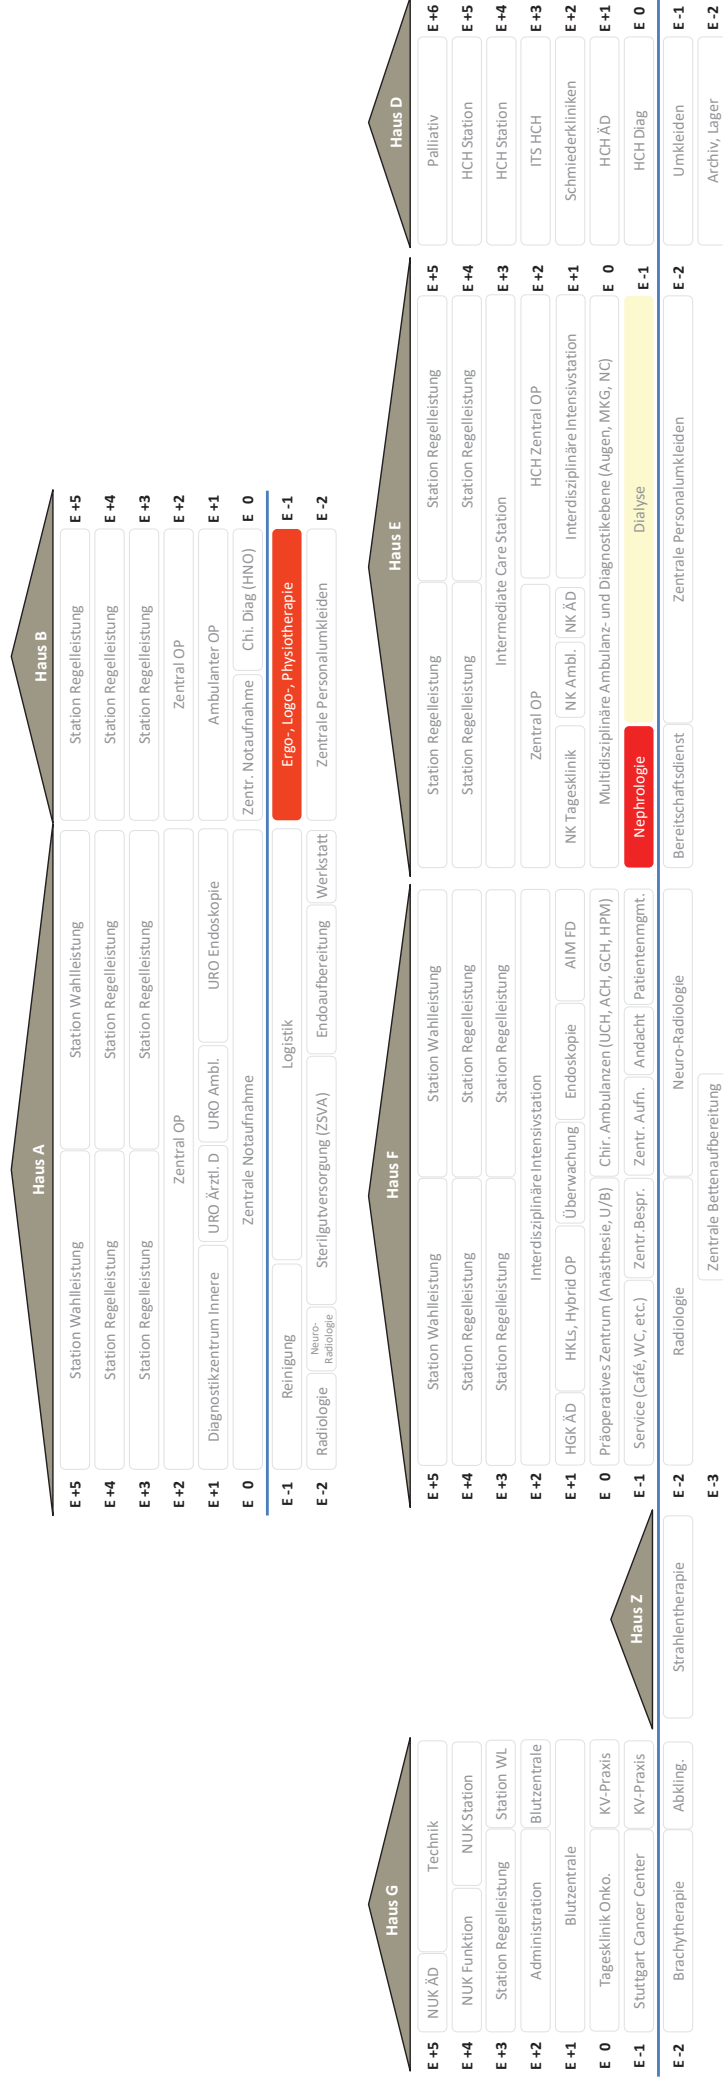 Haus A
Haus B
E +5 Station Wahlleistung Station Wahlleistung Station Regelleistung E +5
E +4 Station Regelleistung Station Regelleistung Station Regelleistung E +4
E +3 Station Regelleistung Station Regelleistung Station Regelleistung E +3
E +2 Zentral OP Zentral OP E +2
E +1 Diagnostikzentrum Innere URO Ärztl. D URO Ambl. URO Endoskopie Ambulanter OP E +1
E 0 Zentrale Notaufnahme Zentr. Notaufnahme Chi. Diag (HNO) E 0
E -1 Reinigung Logistik Ergo-, Logo-, Physiotherapie E -1
E -2 Radiologie Neuro-
Radiologie Sterilgutversorgung (ZSVA) Endoaufbereitung Werkstatt Zentrale Personalumkleiden E -2
Haus G
Haus F
Haus E
Haus D
E +5 NUK ÄD Technik E +5 Station Wahlleistung Station Wahlleistung Station Regelleistung Station Regelleistung E +5 Palliativ E +6
E +4 NUK Funktion NUK Station E +4 Station Regelleistung Station Regelleistung Station Regelleistung Station Regelleistung E +4 HCH Station E +5
E +3 Station Regelleistung Station WL E +3 Station Regelleistung Station Regelleistung Intermediate Care Station E +3 HCH Station E +4
E +2 Administration Blutzentrale E +2 Interdisziplinäre Intensivstation Zentral OP HCH Zentral OP E +2 ITS HCH E +3
E +1 Blutzentrale E +1 HGK ÄD HKLs, Hybrid OP Überwachung Endoskopie AIM FD NK Tagesklinik NK Ambl. NK ÄD Interdisziplinäre Intensivstation E +1 Schmiederkliniken E +2
E 0 Tagesklinik Onko. KV-Praxis E 0 Präoperatives Zentrum (Anästhesie, U/B) Chir. Ambulanzen (UCH, ACH, GCH, HPM) Multidisziplinäre Ambulanz- und Diagnostikebene (Augen, MKG, NC) E 0 HCH ÄD E +1
Haus Z
E -1 Stuttgart Cancer Center KV-Praxis E -1 Service (Café, WC, etc.) Zentr.Bespr. Zentr. Aufn. Andacht Patientenmgmt. Nephrologie Dialyse E -1 HCH Diag E 0
E -2 Brachytherapie Abkling. Strahlentherapie E -2 Radiologie Neuro-Radiologie Bereitschaftsdienst Zentrale Personalumkleiden E -2 Umkleiden E -1
E -3 Zentrale Bettenaufbereitung Archiv, Lager E -2